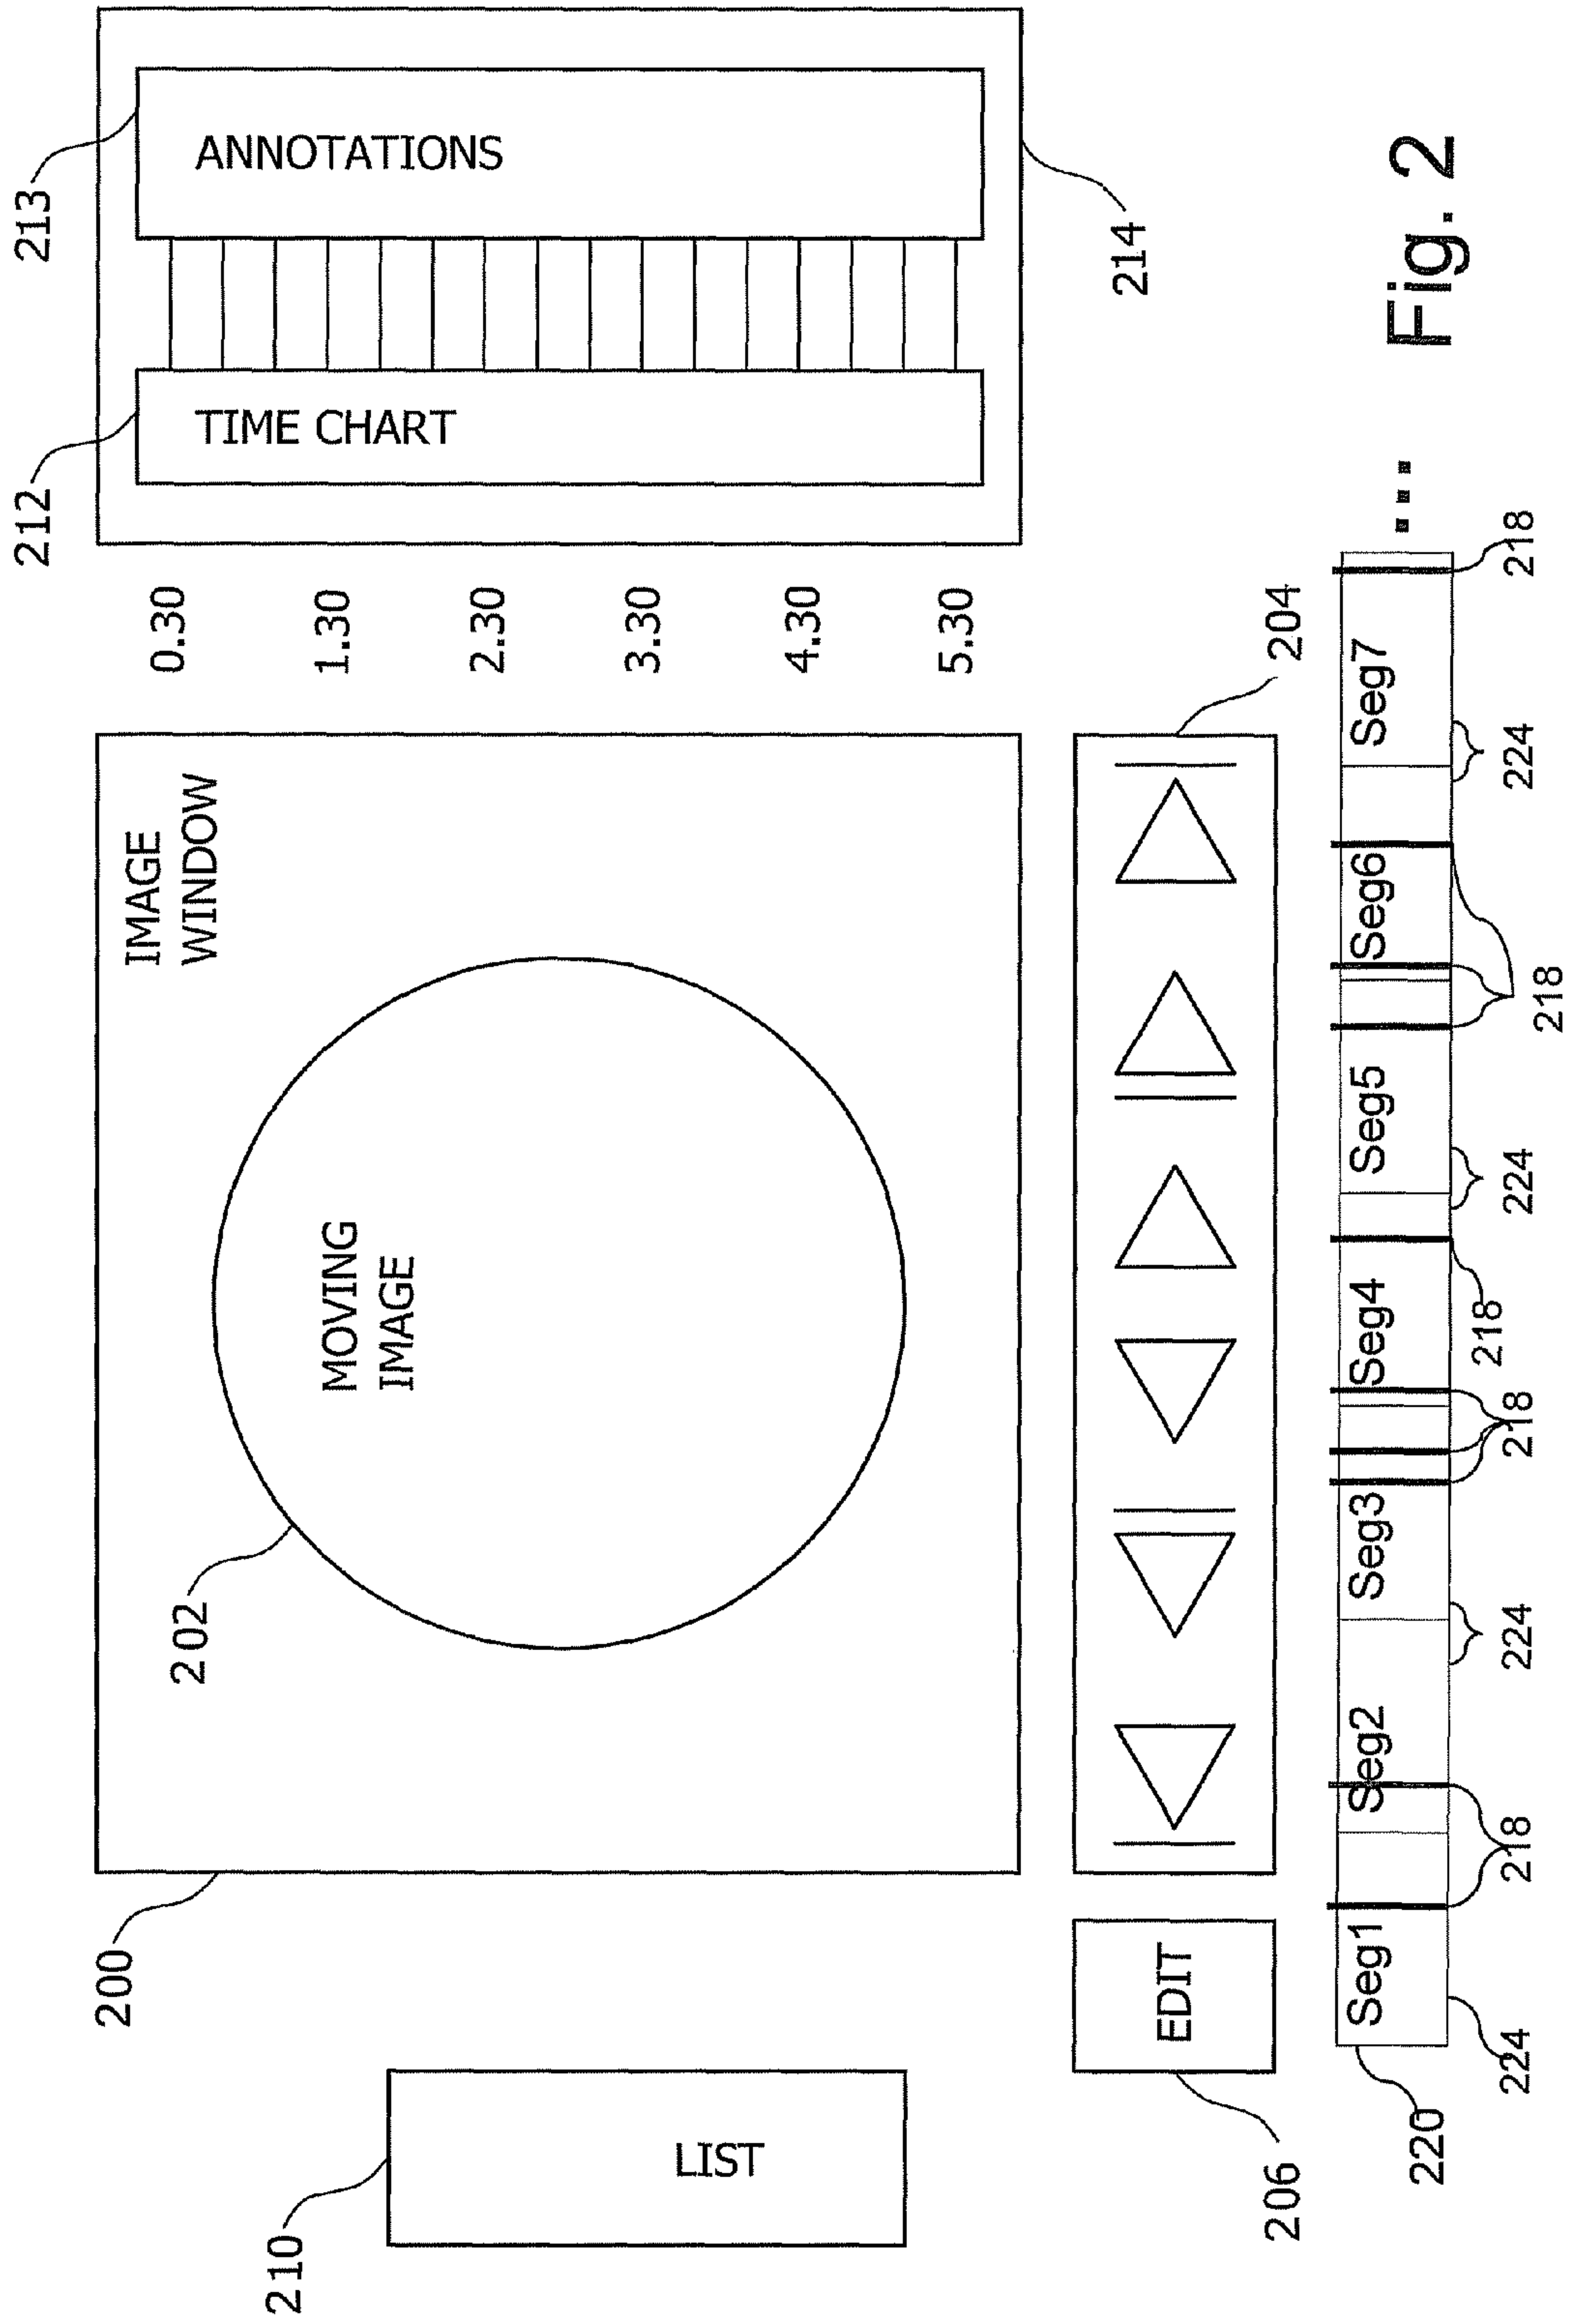 212
213
TIME CHART
ANNOTATIONS
214
0.30
1.30
2.30
3.30
4.30
5.30
200
IMAGE
WINDOW
202
MOVING
IMAGE
210
LIST
206
EDIT
204
220
Seg1
Seg2
Seg3
Seg4
Seg5
Seg6
Seg7
...
224
218
224
218
218
224
218
224
218
Fig. 2